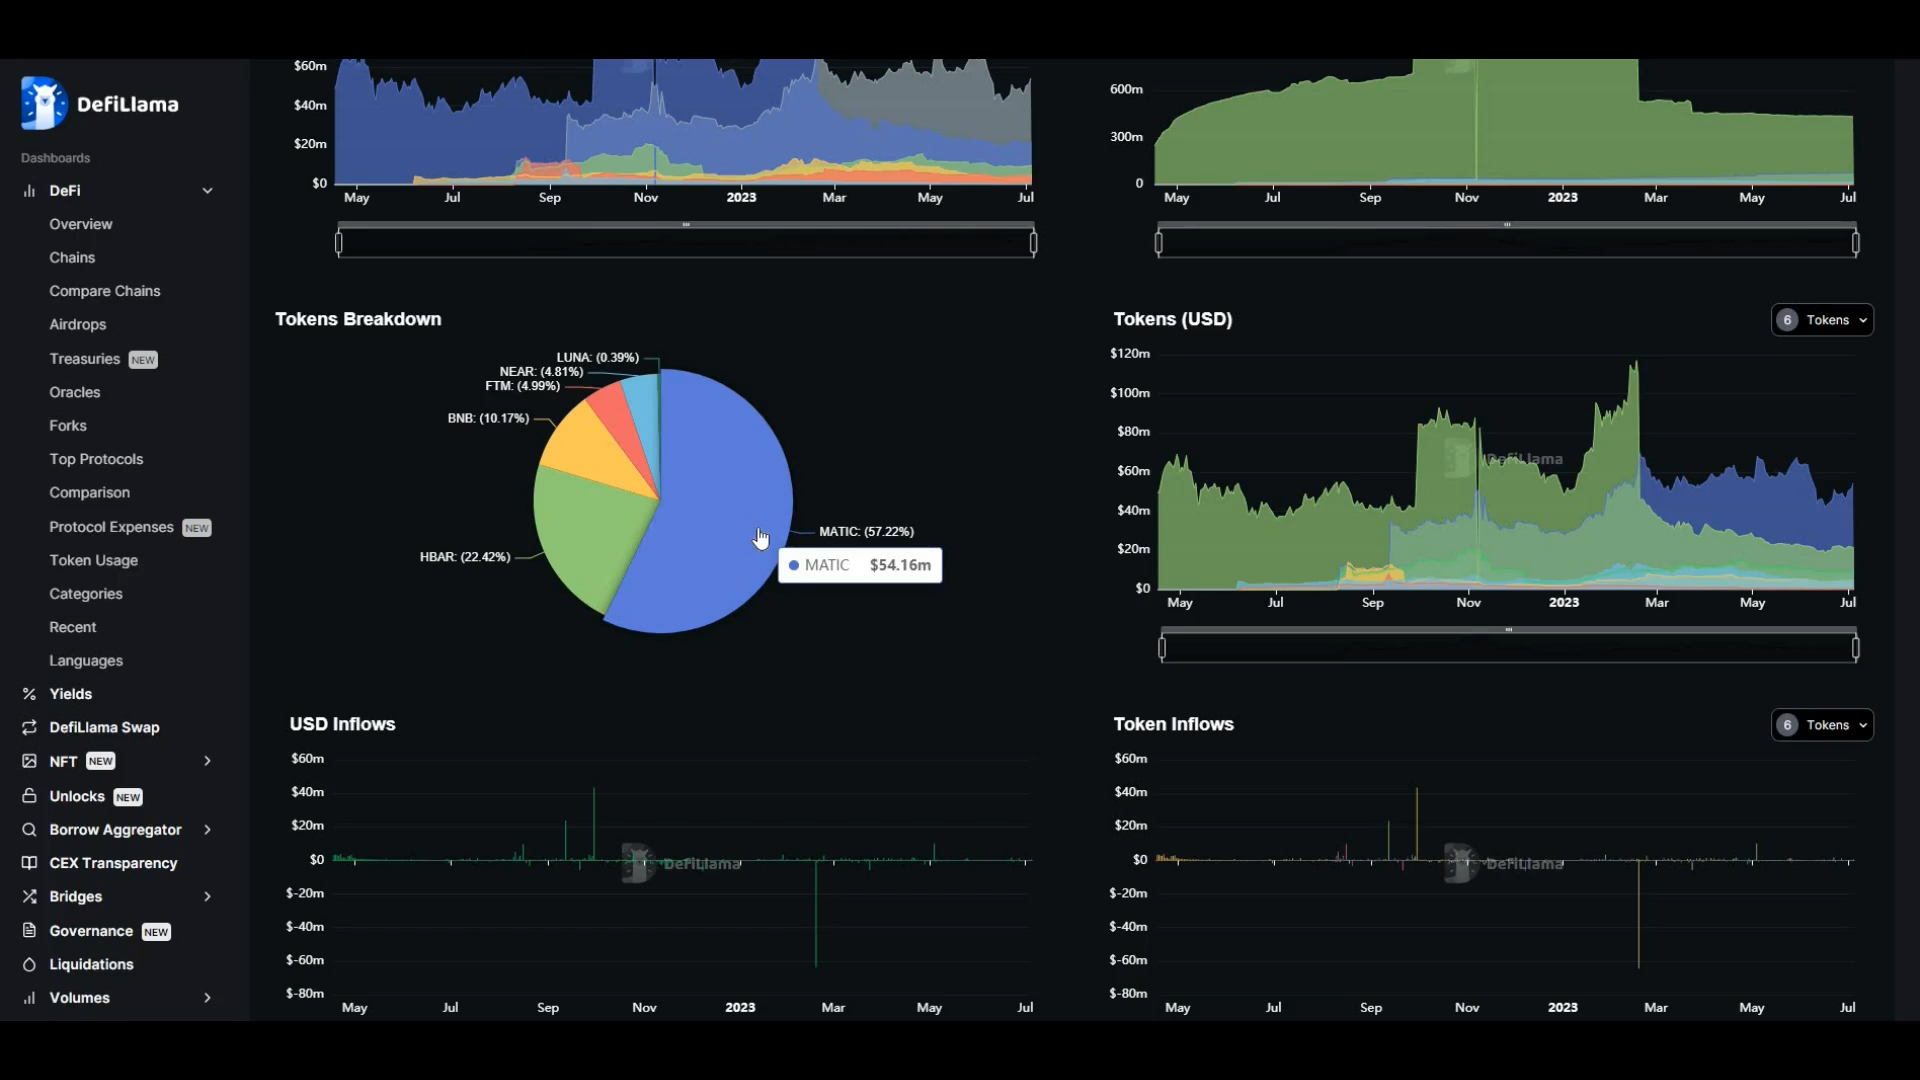 DefiLlama
Dashboards
DeFi
Overview
Chains
Compare Chains
Airdrops
Treasuries NEW
Oracles
Forks
Top Protocols
Comparison
Protocol Expenses NEW
Token Usage
Categories
Recent
Languages
Yields
DefiLlama Swap
NFT NEW
Unlocks NEW
Borrow Aggregator
CEX Transparency
Bridges
Governance NEW
Liquidations
Volumes
$60m
$40m
$20m
$0
May Jul Sep Nov 2023 Mar May Jul
600m
300m
0
May Jul Sep Nov 2023 Mar May Jul
Tokens Breakdown
LUNA: (0.39%)
NEAR: (4.81%)
FTM: (4.99%)
BNB: (10.17%)
HBAR: (22.42%)
MATIC: (57.22%)
MATIC $54.16m
Tokens (USD)
6 Tokens
$120m
$100m
$80m
$60m
$40m
$20m
$0
DefiLlama
May Jul Sep Nov 2023 Mar May Jul
USD Inflows
$60m
$40m
$20m
$0
$-20m
$-40m
$-60m
$-80m
DefiLlama
May Jul Sep Nov 2023 Mar May Jul
Token Inflows
6 Tokens
$60m
$40m
$20m
$0
$-20m
$-40m
$-60m
$-80m
DefiLlama
May Jul Sep Nov 2023 Mar May Jul